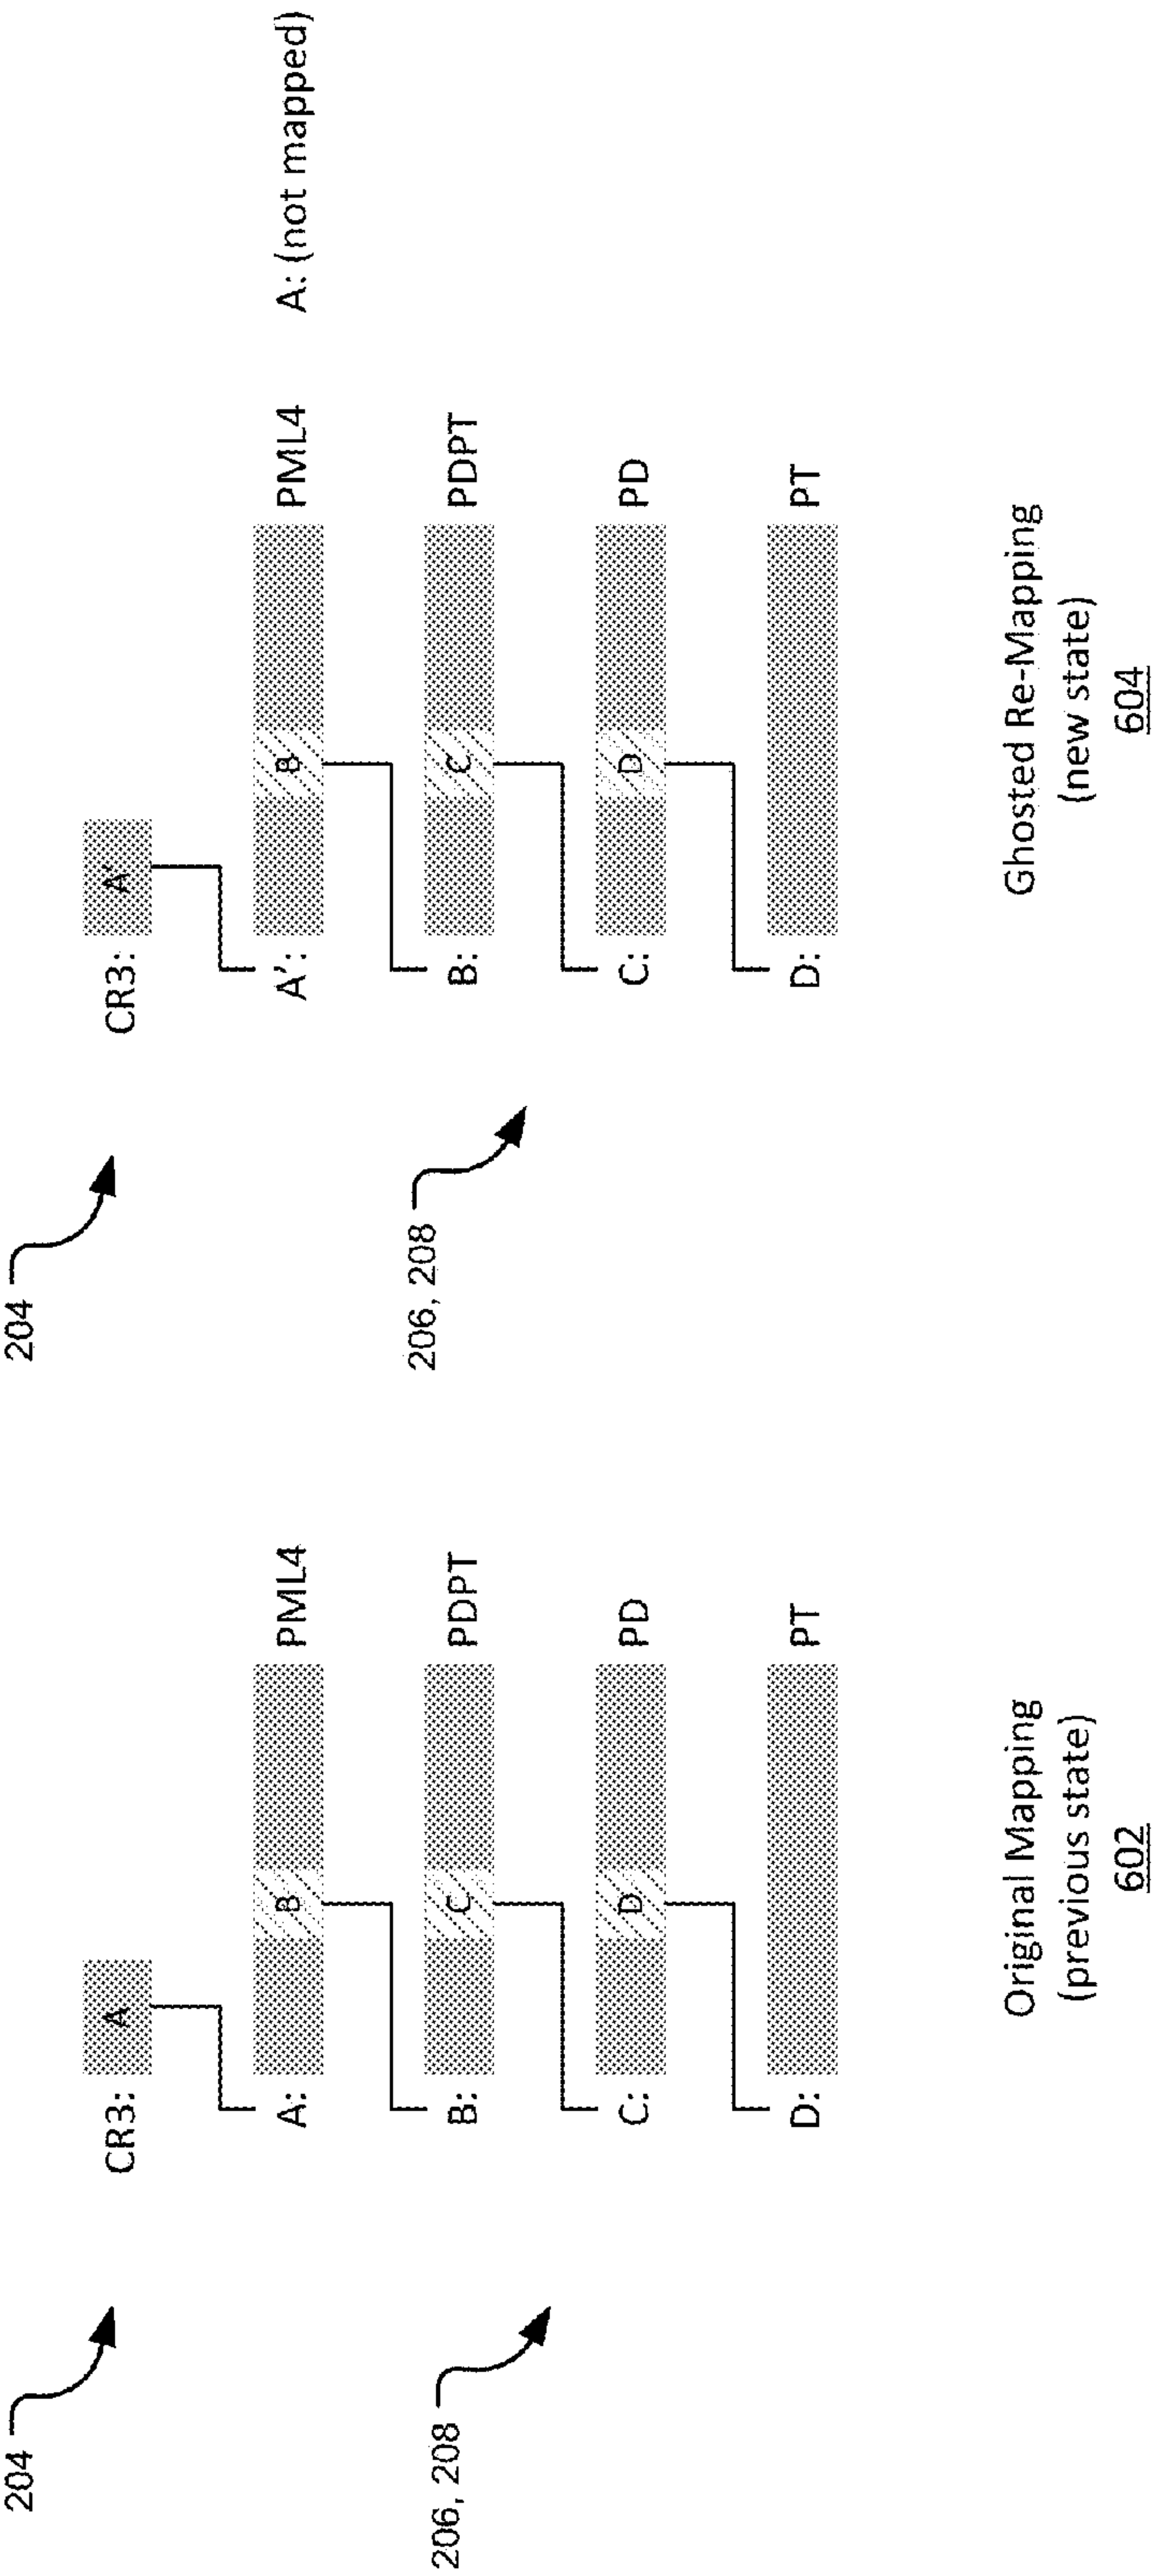 204
CR3:
A
206, 208
A:
B
PML4
B:
C
PDPT
C:
D
PD
D:
PT
Original Mapping
(previous state)
602
204
CR3:
A'
206, 208
A':
B
PML4
A: (not mapped)
B:
C
PDPT
C:
D
PD
D:
PT
Ghosted Re-Mapping
(new state)
604